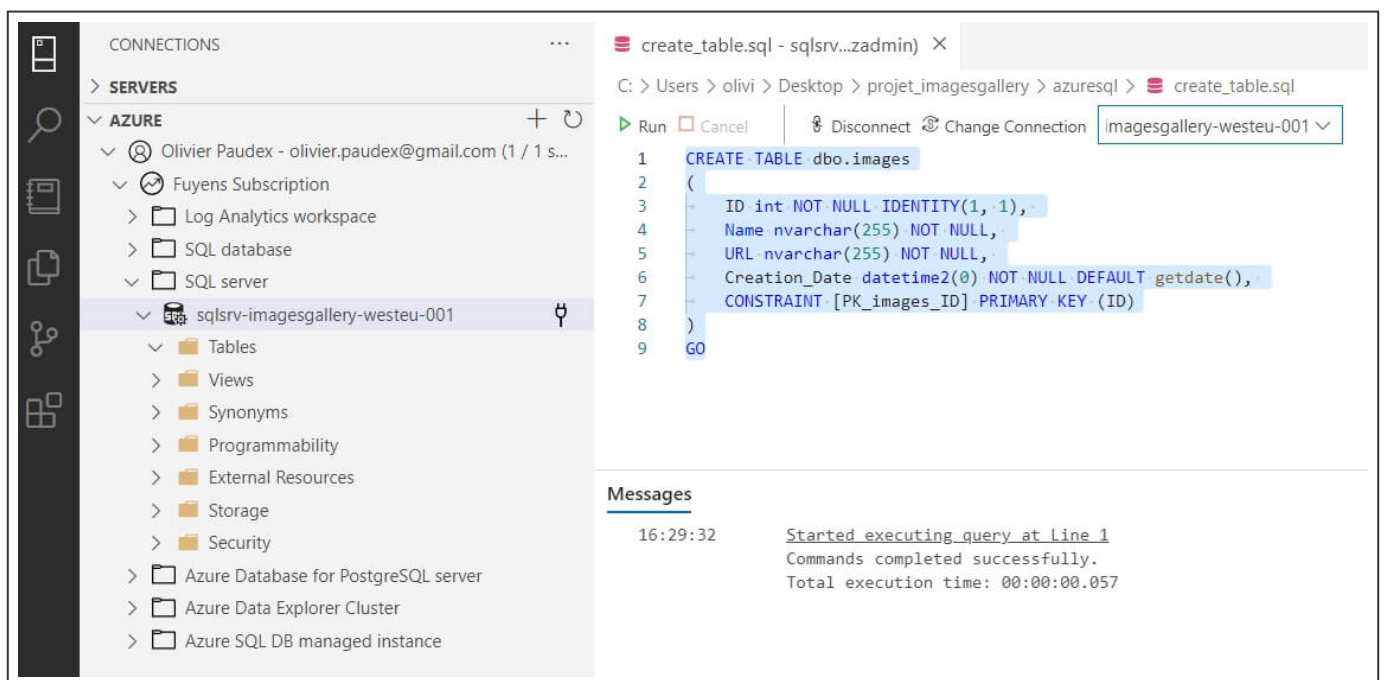 CONNECTIONS ...
SERVERS
AZURE
Olivier Paudex - olivier.paudex@gmail.com (1 / 1 s...
Fuyens Subscription
Log Analytics workspace
SQL database
SQL server
sqlsrv-imagesgallery-westeu-001
Tables
Views
Synonyms
Programmability
External Resources
Storage
Security
Azure Database for PostgreSQL server
Azure Data Explorer Cluster
Azure SQL DB managed instance
create_table.sql - sqlsrv...zadmin)
C: > Users > olivi > Desktop > projet_imagesgallery > azuresql > create_table.sql
Run Cancel Disconnect Change Connection imagesgallery-westeu-001
1 CREATE TABLE dbo.images
2 (
3 ID int NOT NULL IDENTITY(1, 1),
4 Name nvarchar(255) NOT NULL,
5 URL nvarchar(255) NOT NULL,
6 Creation_Date datetime2(0) NOT NULL DEFAULT getdate(),
7 CONSTRAINT [PK_images_ID] PRIMARY KEY (ID)
8 )
9 GO
Messages
16:29:32 Started executing query at Line 1
Commands completed successfully.
Total execution time: 00:00:00.057